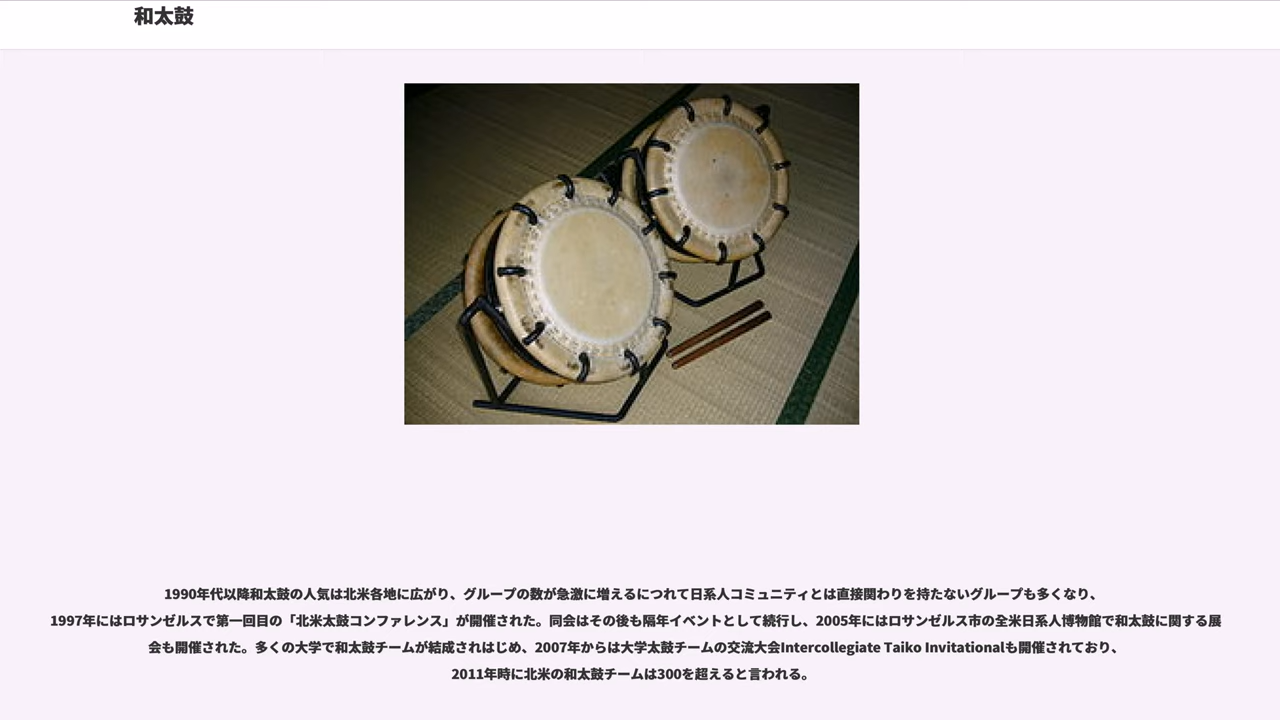 和太鼓
1990年代以降和太鼓の人気は北米各地に広がり、グループの数が急激に増えるにつれて日系人コミュニティとは直接関わりを持たないグループも多くなり、
1997年にはロサンゼルスで第一回目の「北米太鼓コンファレンス」が開催された。同会はその後も隔年イベントとして続行し、2005年にはロサンゼルス市の全米日系人博物館で和太鼓に関する展
会も開催された。多くの大学で和太鼓チームが結成されはじめ、2007年からは大学太鼓チームの交流大会Intercollegiate Taiko Invitationalも開催されており、
2011年時に北米の和太鼓チームは300を超えると言われる。